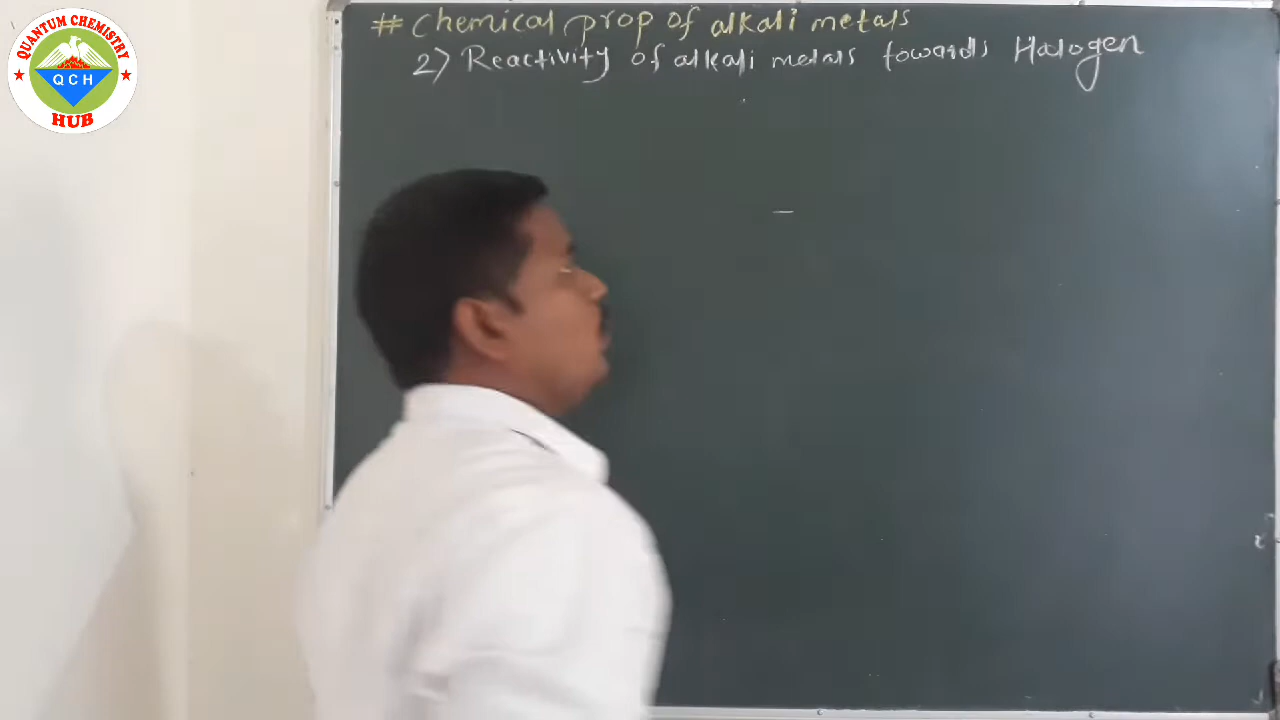 QUANTUM CHEMISTRY
QCH
HUB
# Chemical prop of alkali metals
2) Reactivity of alkali metals towards Halogen